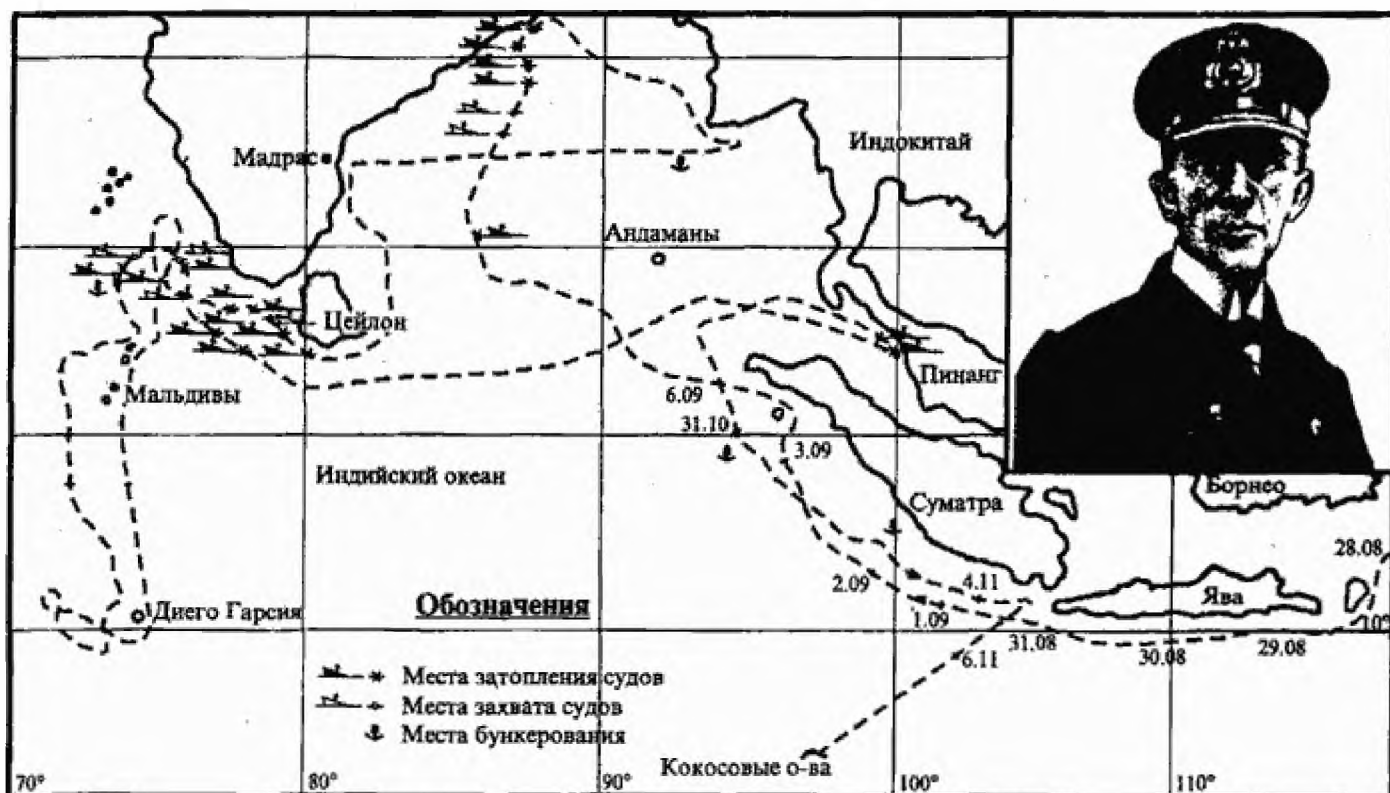 Индокитай
Мадрас
Андаманы
Цейлон
Пинанг
Мальдивы
6.09
31.10
3.09
Индийский океан
Суматра
Борнео
28.08
2.09
4.11
Ява
Диего Гарсия
Обозначения
1.09
10°
31.08
30.08
29.08
6.11
Места затопления судов
Места захвата судов
Места бункерования
Кокосовые о-ва
70°
80°
90°
100°
110°